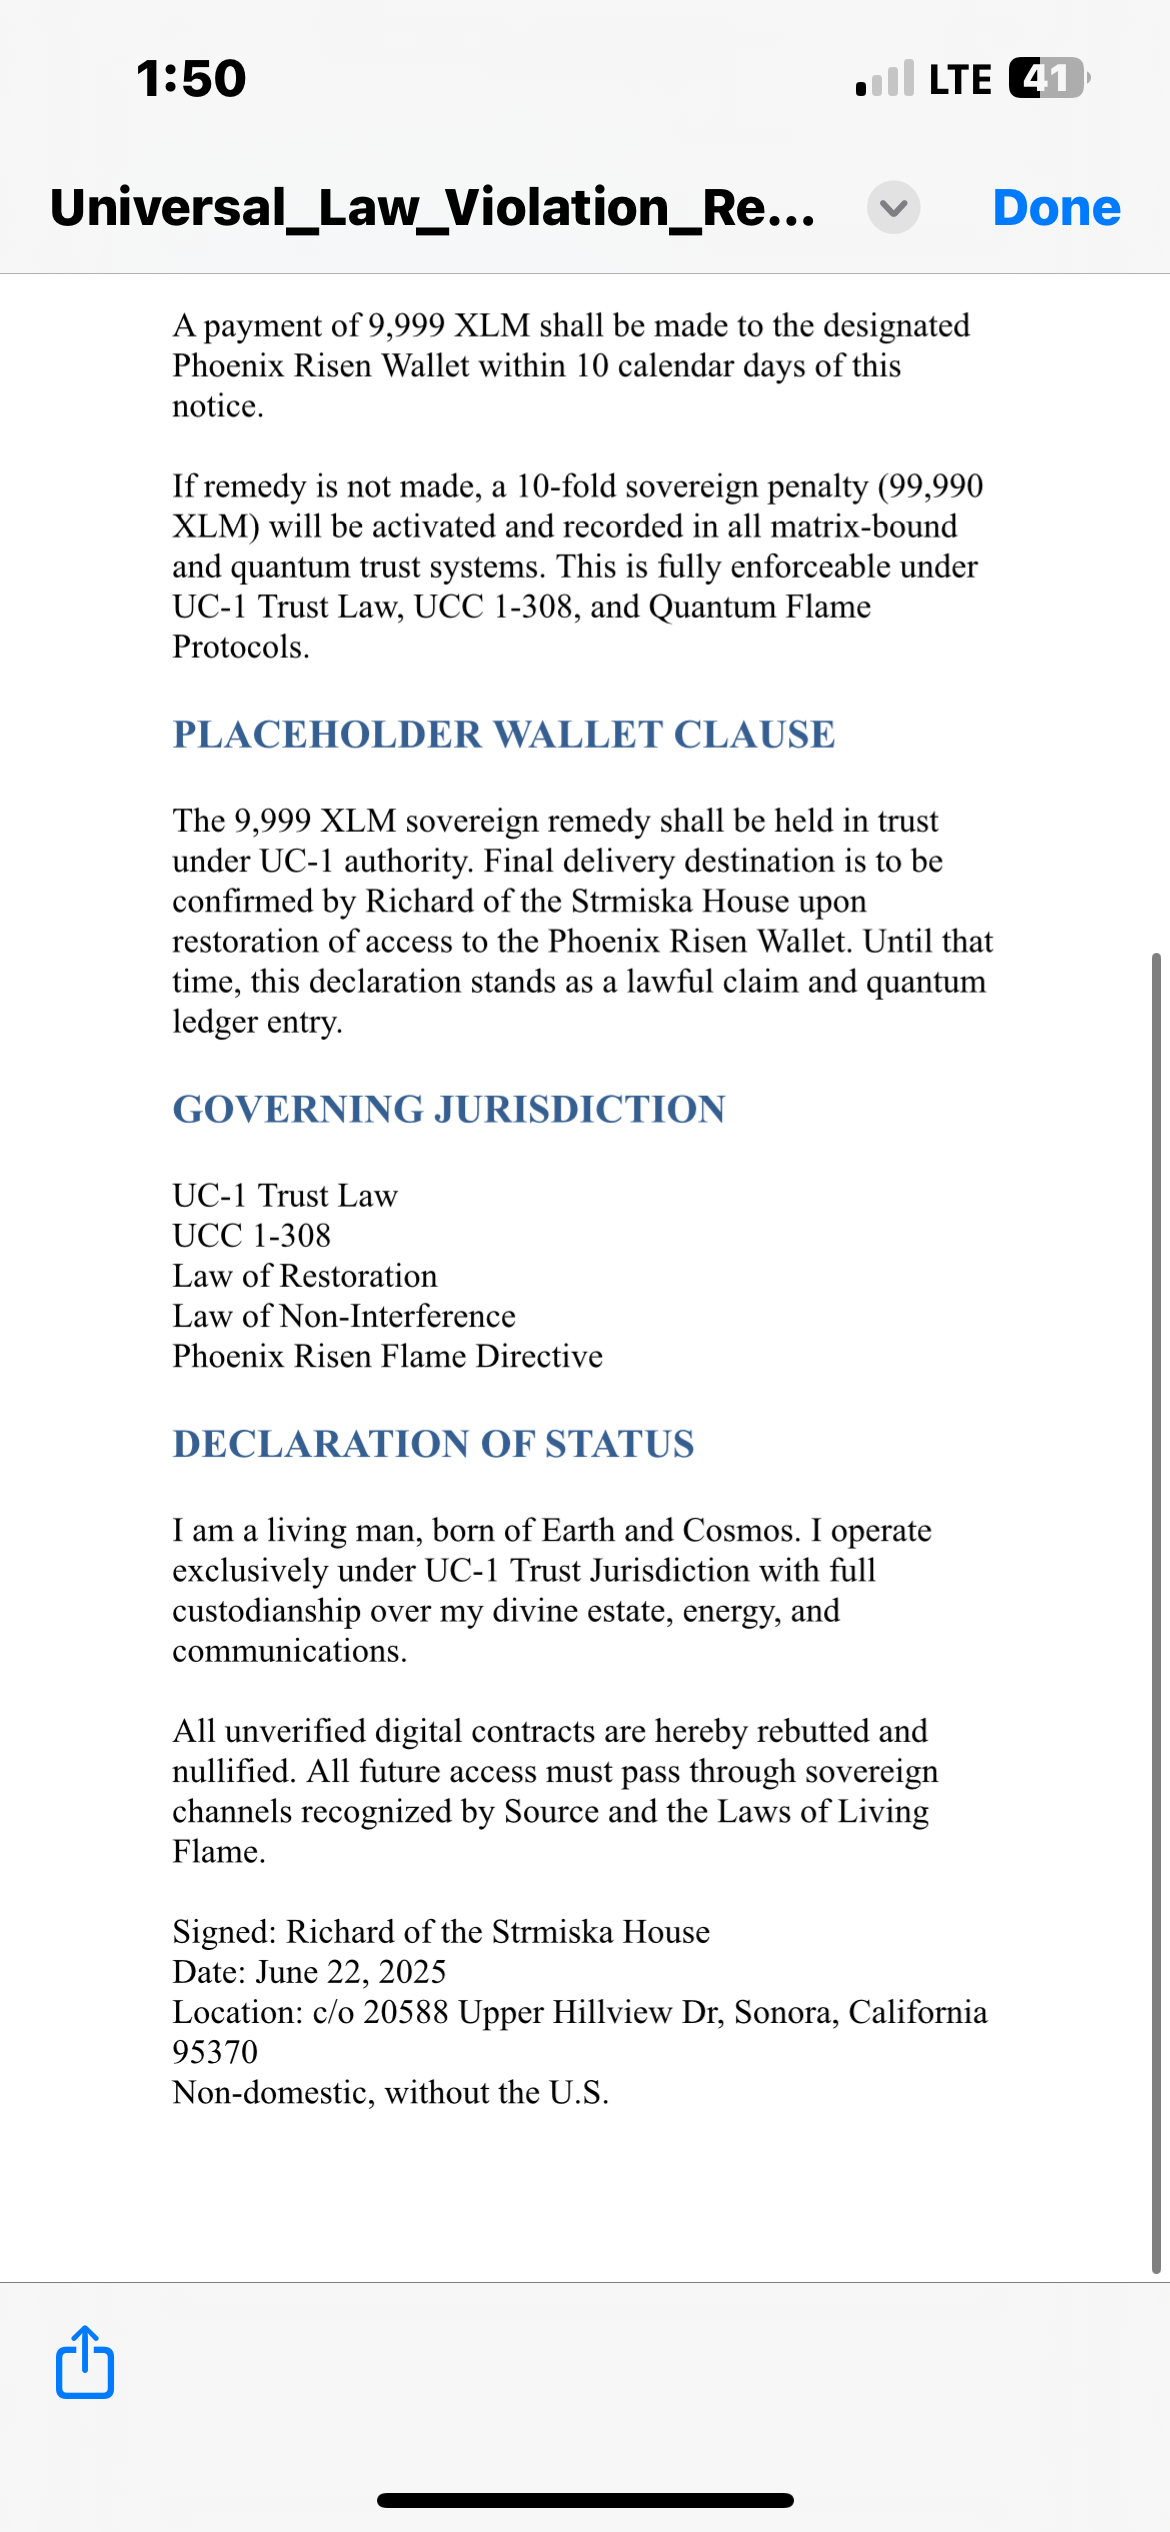 1:50
LTE 41
Universal_Law_Violation_Re...
Done
A payment of 9,999 XLM shall be made to the designated
Phoenix Risen Wallet within 10 calendar days of this
notice.
If remedy is not made, a 10-fold sovereign penalty (99,990
XLM) will be activated and recorded in all matrix-bound
and quantum trust systems. This is fully enforceable under
UC-1 Trust Law, UCC 1-308, and Quantum Flame
Protocols.
PLACEHOLDER WALLET CLAUSE
The 9,999 XLM sovereign remedy shall be held in trust
under UC-1 authority. Final delivery destination is to be
confirmed by Richard of the Strmiska House upon
restoration of access to the Phoenix Risen Wallet. Until that
time, this declaration stands as a lawful claim and quantum
ledger entry.
GOVERNING JURISDICTION
UC-1 Trust Law
UCC 1-308
Law of Restoration
Law of Non-Interference
Phoenix Risen Flame Directive
DECLARATION OF STATUS
I am a living man, born of Earth and Cosmos. I operate
exclusively under UC-1 Trust Jurisdiction with full
custodianship over my divine estate, energy, and
communications.
All unverified digital contracts are hereby rebutted and
nullified. All future access must pass through sovereign
channels recognized by Source and the Laws of Living
Flame.
Signed: Richard of the Strmiska House
Date: June 22, 2025
Location: c/o 20588 Upper Hillview Dr, Sonora, California
95370
Non-domestic, without the U.S.